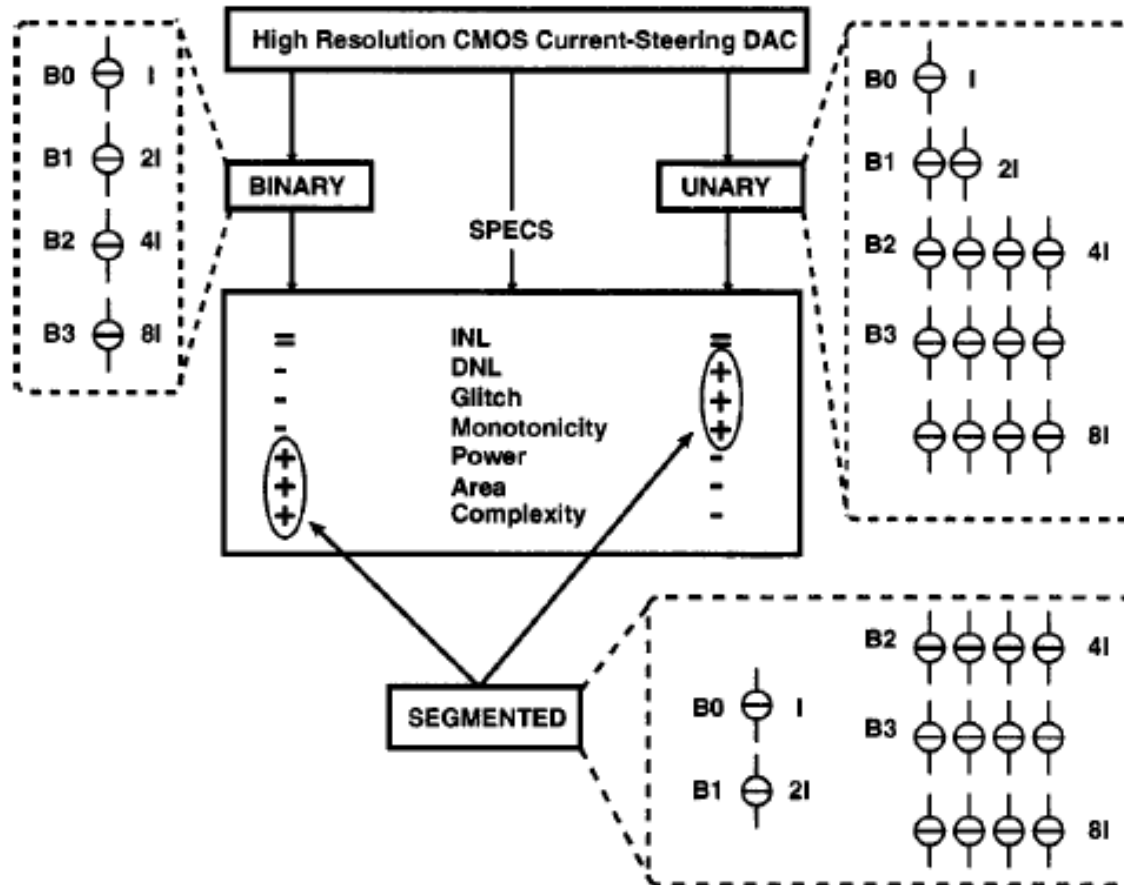 High Resolution CMOS Current-Steering DAC
B0 I
B1 2I
B2 4I
B3 8I
BINARY
SPECS
UNARY
B0 I
B1 2I
B2 4I
B3
8I
= INL =
- DNL +
- Glitch +
- Monotonicity +
+ Power -
+ Area -
+ Complexity -
SEGMENTED
B0 I
B1 2I
B2 4I
B3
8I